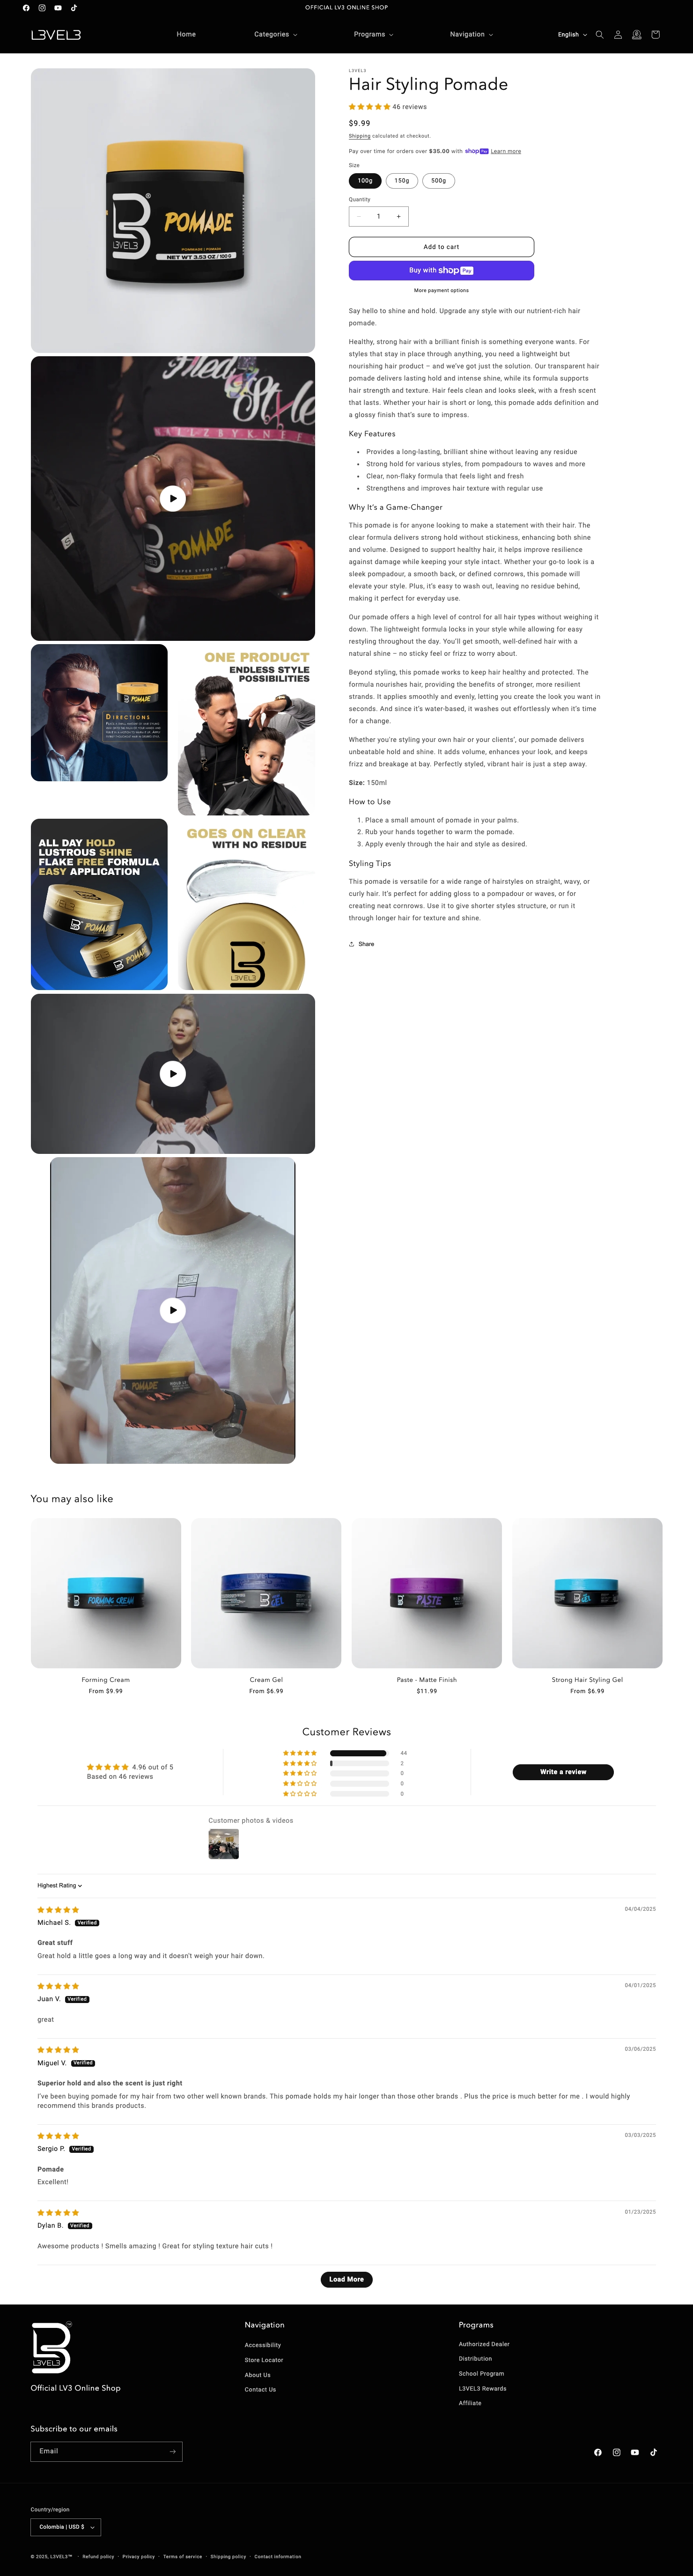 OFFICIAL LV3 ONLINE SHOP
L3VEL3
Home
Categories
Programs
Navigation
English
POMADE
L3VEL3
POMMADE | POMADA
NET WT 3.53 OZ / 100 G
POMADE
DIRECTIONS
POMADE
ONE PRODUCT
ENDLESS STYLE
POSSIBILITIES
ALL DAY HOLD
LUSTROUS SHINE
FLAKE FREE FORMULA
EASY APPLICATION
POMADE
POMADE
GOES ON CLEAR
WITH NO RESIDUE
L3VEL3
POMADE
L3VEL3
Hair Styling Pomade
46 reviews
$9.99
Shipping calculated at checkout.
Pay over time for orders over $35.00 with shop Pay Learn more
Size
100g
150g
500g
Quantity
− 1 +
Add to cart
Buy with shop Pay
More payment options
Say hello to shine and hold. Upgrade any style with our nutrient-rich hair
pomade.
Healthy, strong hair with a brilliant finish is something everyone wants. For
styles that stay in place through anything, you need a lightweight but
nourishing hair product – and we've got just the solution. Our transparent hair
pomade delivers lasting hold and intense shine, while its formula supports
hair strength and texture. Hair feels clean and looks sleek, with a fresh scent
that lasts. Whether your hair is short or long, this pomade adds definition and
a glossy finish that's sure to impress.
Key Features
• Provides a long-lasting, brilliant shine without leaving any residue
• Strong hold for various styles, from pompadours to waves and more
• Clear, non-flaky formula that feels light and fresh
• Strengthens and improves hair texture with regular use
Why It's a Game-Changer
This pomade is for anyone looking to make a statement with their hair. The
clear formula delivers strong hold without stickiness, enhancing both shine
and volume. Designed to support healthy hair, it helps improve resilience
against damage while keeping your style intact. Whether your go-to look is a
sleek pompadour, a smooth back, or defined cornrows, this pomade will
elevate your style. Plus, it's easy to wash out, leaving no residue behind,
making it perfect for everyday use.
Our pomade offers a high level of control for all hair types without weighing it
down. The lightweight formula locks in your style while allowing for easy
restyling throughout the day. You'll get smooth, well-defined hair with a
natural shine – no sticky feel or frizz to worry about.
Beyond styling, this pomade works to keep hair healthy and protected. The
formula nourishes hair, providing the benefits of stronger, more resilient
strands. It applies smoothly and evenly, letting you create the look you want in
seconds. And since it's water-based, it washes out effortlessly when it's time
for a change.
Whether you're styling your own hair or your clients', our pomade delivers
unbeatable hold and shine. It adds volume, enhances your look, and keeps
frizz and breakage at bay. Perfectly styled, vibrant hair is just a step away.
Size: 150ml
How to Use
1. Place a small amount of pomade in your palms.
2. Rub your hands together to warm the pomade.
3. Apply evenly through the hair and style as desired.
Styling Tips
This pomade is versatile for a wide range of hairstyles on straight, wavy, or
curly hair. It's perfect for adding gloss to a pompadour or waves, or for
creating neat cornrows. Use it to give shorter styles structure, or run it
through longer hair for texture and shine.
Share
You may also like
FORMING CREAM
GEL
PASTE
GEL
Forming Cream
From $9.99
Cream Gel
From $6.99
Paste - Matte Finish
$11.99
Strong Hair Styling Gel
From $6.99
Customer Reviews
4.96 out of 5
Based on 46 reviews
44
2
0
0
0
Write a review
Customer photos & videos
Highest Rating
04/04/2025
Michael S. Verified
Great stuff
Great hold a little goes a long way and it doesn't weigh your hair down.
04/01/2025
Juan V. Verified
great
03/06/2025
Miguel V. Verified
Superior hold and also the scent is just right
I've been buying pomade for my hair from two other well known brands. This pomade holds my hair longer than those other brands . Plus the price is much better for me . I would highly
recommend this brands products.
03/03/2025
Sergio P. Verified
Pomade
Excellent!
01/23/2025
Dylan B. Verified
Awesome products ! Smells amazing ! Great for styling texture hair cuts !
Load More
L3VEL3
Official LV3 Online Shop
Navigation
Accessibility
Store Locator
About Us
Contact Us
Programs
Authorized Dealer
Distribution
School Program
L3VEL3 Rewards
Affiliate
Subscribe to our emails
Email
Country/region
Colombia | USD $
© 2025, L3VEL3™ · Refund policy · Privacy policy · Terms of service · Shipping policy · Contact information